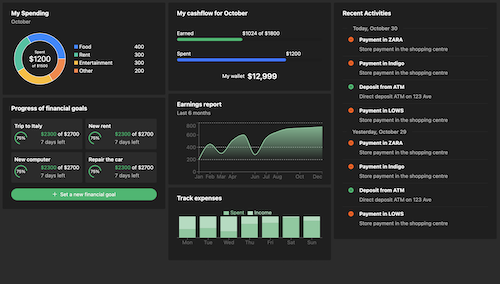 My Spending
October
Spent
$1200
of $1686
Food 400
Rent 300
Entertainment 300
Other 200
Progress of financial goals
Trip to Italy
75%
$2300 of $2700
7 days left
New rent
75%
$2300 of $2700
7 days left
New computer
75%
$2300 of $2700
7 days left
Repair the car
75%
$2300 of $2700
7 days left
+ Set a new financial goal
My cashflow for October
Earned
$1024 of $1800
Spent
$1200
My wallet $12,999
Earnings report
Last 6 months
800
600
400
200
0
Jan Feb Mar Apr Jun Jul Aug Oct Dec
Track expenses
Spent Income
Mon Tue Wed Thu Fri Sat Sun
Recent Activities
Today, October 30
Payment in ZARA
Store payment in the shopping centre
Payment in Indigo
Store payment in the shopping centre
Deposit from ATM
Direct deposit ATM on 123 Ave
Payment in LOWS
Store payment in the shopping centre
Yesterday, October 29
Payment in ZARA
Store payment in the shopping centre
Payment in Indigo
Store payment in the shopping centre
Deposit from ATM
Direct deposit ATM on 123 Ave
Payment in LOWS
Store payment in the shopping centre